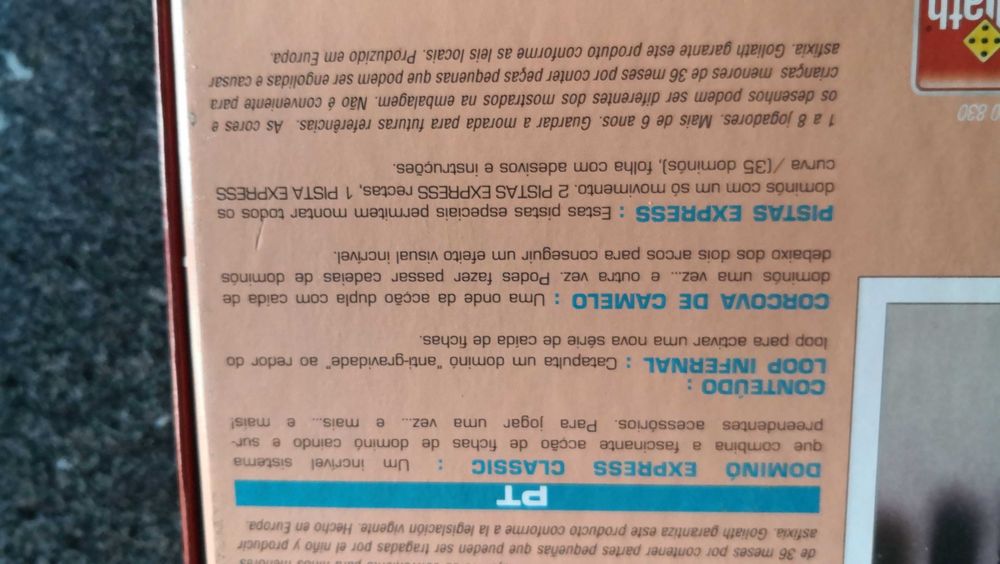 de 36 meses por contener partes pequeñas que pueden ser tragadas por el niño y producir
asfixia. Goliath garantiza este producto conforme a la legislación vigente. Hecho en Europa.
PT
DOMINÓ EXPRESS CLASSIC : Um incrivel sistema
que combina a fascinante acção de fichas de dominó caindo e sur-
preendentes acessórios. Para jogar uma vez... e mais... e mais!
CONTEÚDO :
LOOP INFERNAL : Catapulta um dominó "anti-gravidade" ao redor do
loop para activar uma nova série de caida de fichas.
CORCOVA DE CAMELO : Uma onde da acção dupla com caida de
dominós uma vez... e outra vez. Podes fazer passar cadeias de dominós
debaixo dos dois arcos para conseguir um efeito visual incrivel.
PISTAS EXPRESS : Estas pistas especiais permitem montar todos os
dominós com um só movimento. 2 PISTAS EXPRESS rectas, 1 PISTA EXPRESS
curva /(35 dominós), folha com adesivos e instruções.
1 a 8 jogadores. Mais de 6 anos. Guardar a morada para futuras referências. As cores e
os desenhos podem ser diferentes dos mostrados na embalagem. Não é conveniente para
crianças menores de 36 meses por conter peças pequenas que podem ser engolidas e causar
asfixia. Goliath garante este produto conforme as leis locais. Produzido em Europa.
0 830
iath